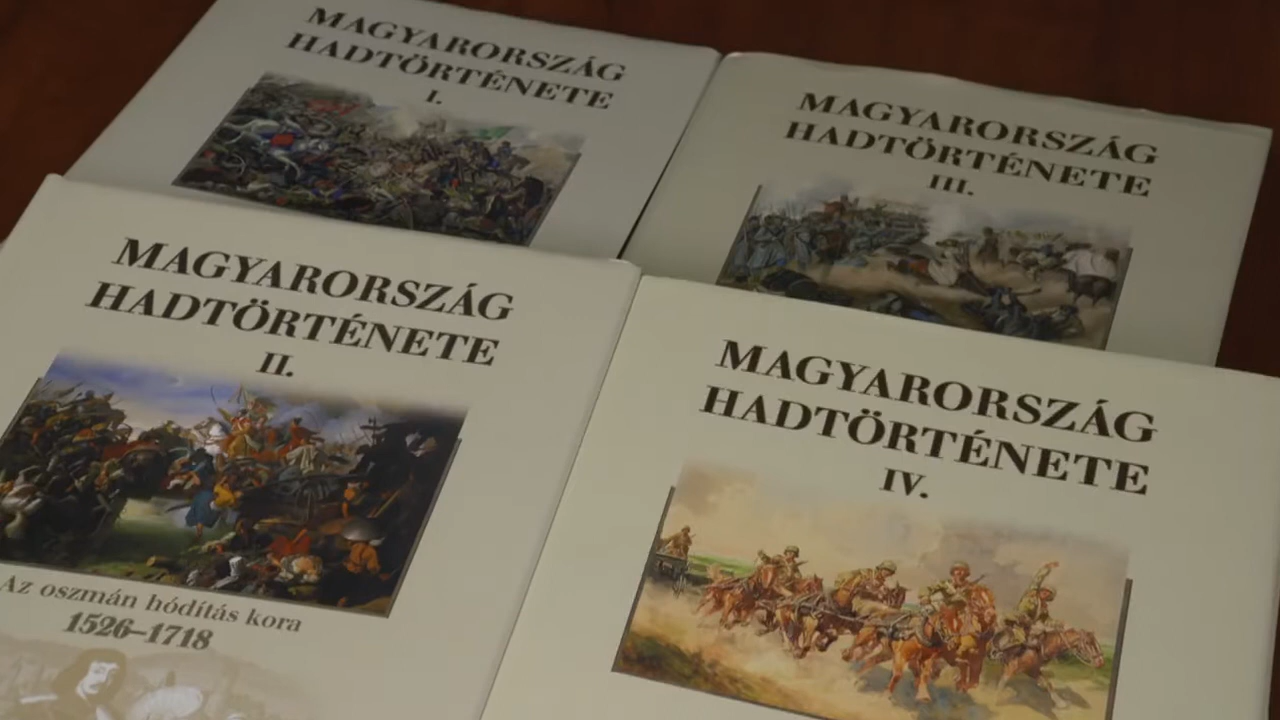 MAGYARORSZÁG
HADTÖRTÉNETE
I.
MAGYARORSZÁG
HADTÖRTÉNETE
III.
MAGYARORSZÁG
HADTÖRTÉNETE
II.
Az oszmán hódítás kora
1526–1718
MAGYARORSZÁG
HADTÖRTÉNETE
IV.